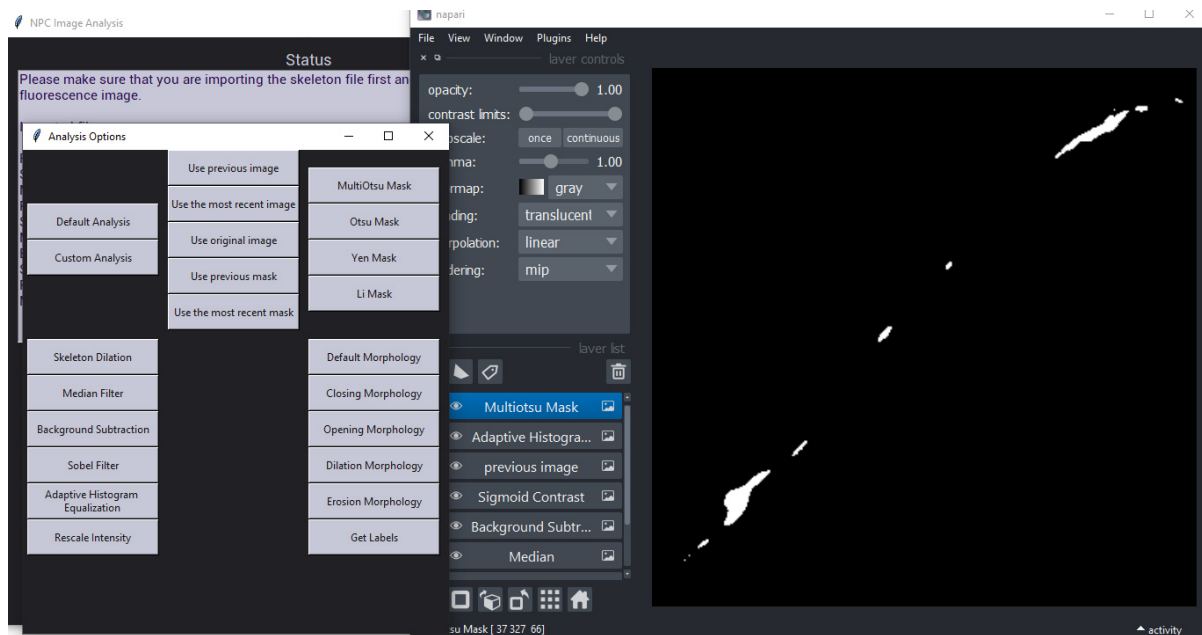 NPC Image Analysis
Status
Please make sure that you are importing the skeleton file first an
fluorescence image.
Analysis Options
Default Analysis
Custom Analysis
Use previous image
Use the most recent image
Use original image
Use previous mask
Use the most recent mask
MultiOtsu Mask
Otsu Mask
Yen Mask
Li Mask
Skeleton Dilation
Median Filter
Background Subtraction
Sobel Filter
Adaptive Histogram
Equalization
Rescale Intensity
Default Morphology
Closing Morphology
Opening Morphology
Dilation Morphology
Erosion Morphology
Get Labels
napari
File View Window Plugins Help
layer controls
opacity: 1.00
contrast limits:
oscale: once continuous
ma: 1.00
rmap: gray
ding: translucent
rpolation: linear
dering: mip
layer list
Multiotsu Mask
Adaptive Histogra...
previous image
Sigmoid Contrast
Background Subtr...
Median
su Mask [ 37 327 66]
activity